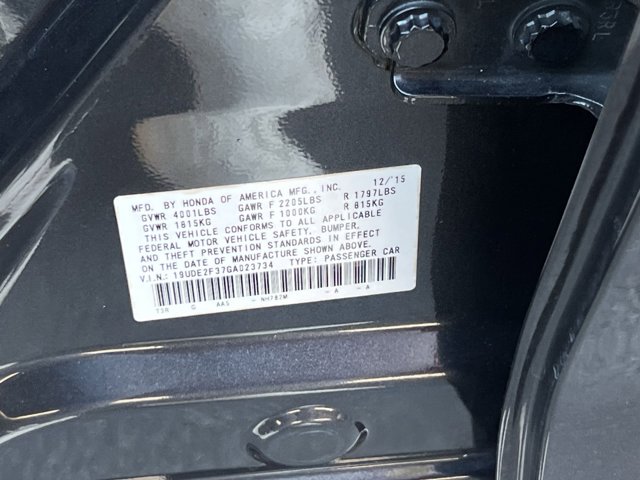 MFD. BY HONDA OF AMERICA MFG., INC. 12/'15
GVWR 4001LBS GAWR F 2205LBS R 1797LBS
GVWR 1815KG GAWR F 1000KG R 815KG
THIS VEHICLE CONFORMS TO ALL APPLICABLE
FEDERAL MOTOR VEHICLE SAFETY, BUMPER,
AND THEFT PREVENTION STANDARDS IN EFFECT
ON THE DATE OF MANUFACTURE SHOWN ABOVE.
V.I.N.: 19UDE2F37GA023734 TYPE: PASSENGER CAR
G AAS - NH782M - A - A